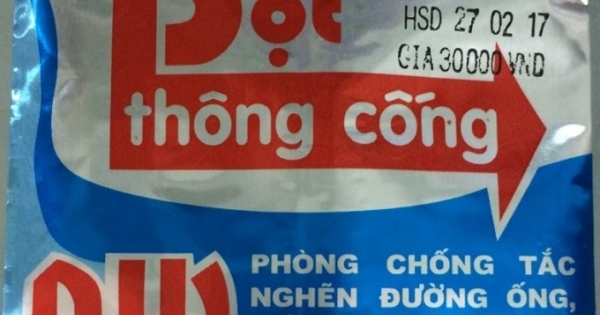 Bột
HSD 27 02 17
GIA 30000 VND
thông cống
PHÒNG CHỐNG TẮC
NGHẼN ĐƯỜNG ỐNG,